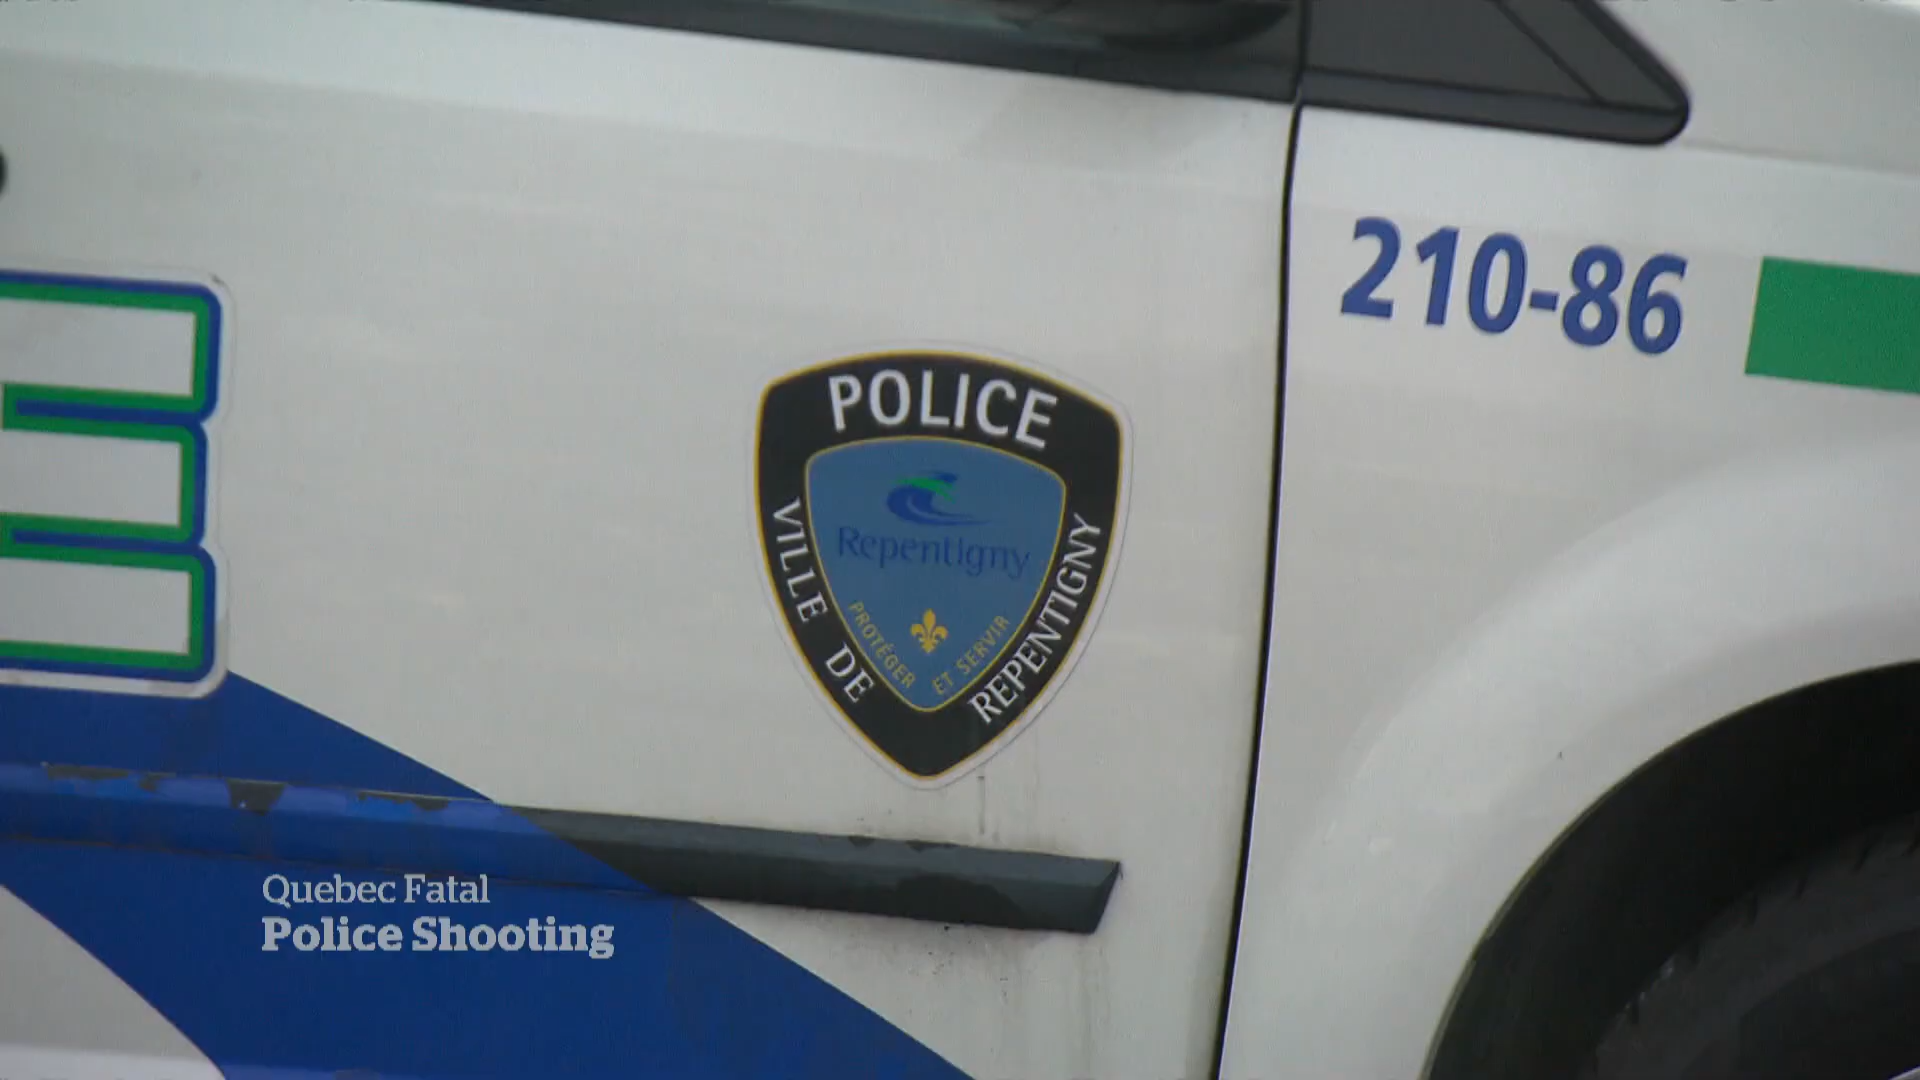 E
210-86
POLICE
Repentigny
PROTÉGER ET SERVIR
VILLE DE REPENTIGNY
Quebec Fatal
Police Shooting